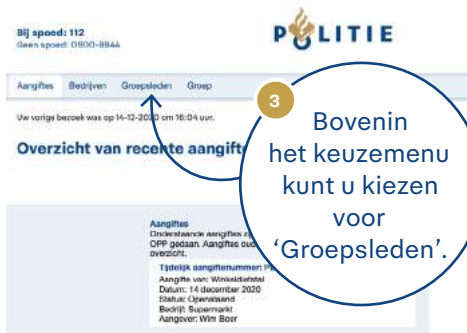 Bij spoed: 112
Geen spoed: 0900-8844
POLITIE
Aangiftes Bedrijven Groepsleden Groep
Uw vorige bezoek was op 14-12-2020 om 16:04 uur.
Overzicht van recente aangifte
3
Bovenin
het keuzemenu
kunt u kiezen
voor
‘Groepsleden’.
Aangiftes
Onderstaande aangiftes
OPP gedaan. Aangiftes
overzicht.
Tijdelijk aangiftenummer:
Aangifte van: Winkeldiefstal
Datum: 14 december 2020
Status: Openstaand
Bedrijf: Supermarkt
Aangever: Wim Boer